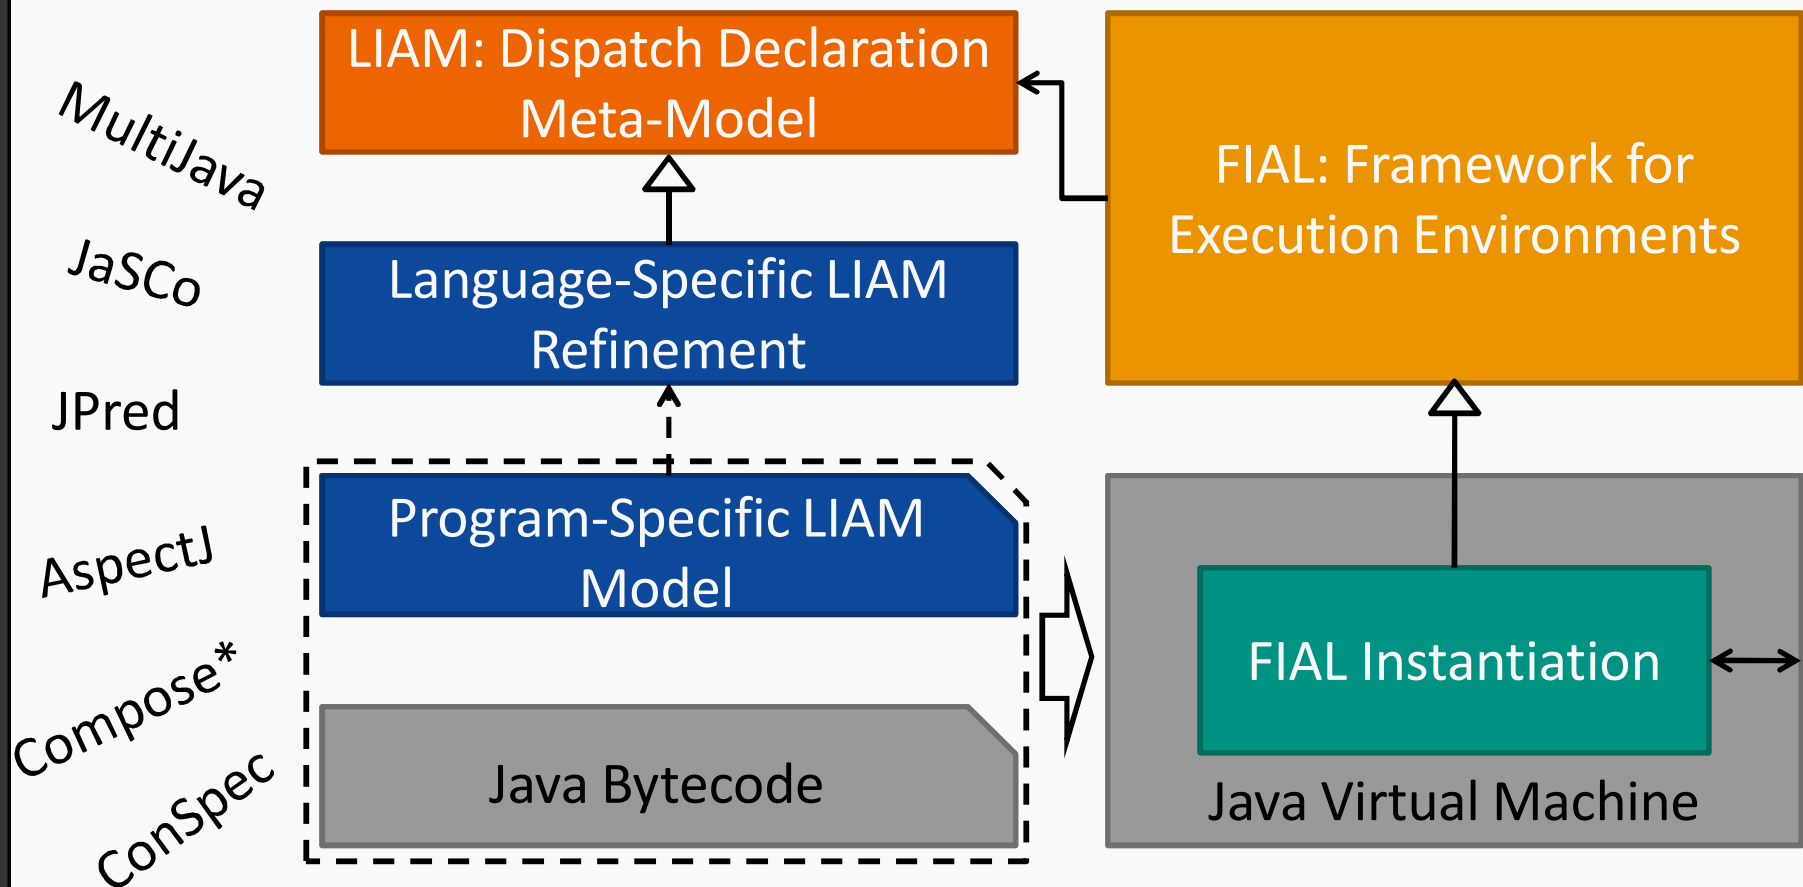 MultiJava
JaSCo
JPred
AspectJ
Compose*
ConSpec
LIAM: Dispatch Declaration
Meta-Model
Language-Specific LIAM
Refinement
Program-Specific LIAM
Model
Java Bytecode
FIAL: Framework for
Execution Environments
FIAL Instantiation
Java Virtual Machine